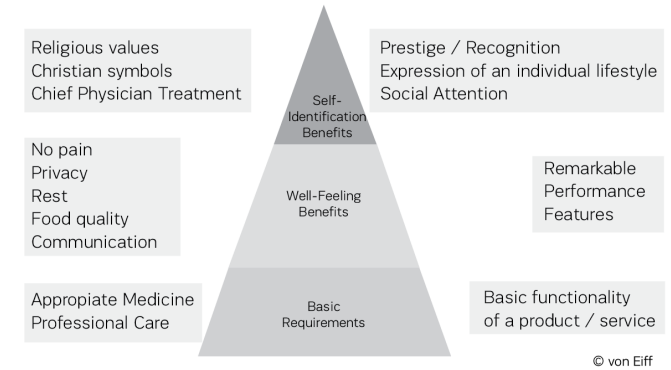 Religious values
Christian symbols
Chief Physician Treatment
Prestige / Recognition
Expression of an individual lifestyle
Social Attention
Self-
Identification
Benefits
No pain
Privacy
Rest
Food quality
Communication
Well-Feeling
Benefits
Remarkable
Performance
Features
Appropiate Medicine
Professional Care
Basic
Requirements
Basic functionality
of a product / service
© von Eiff